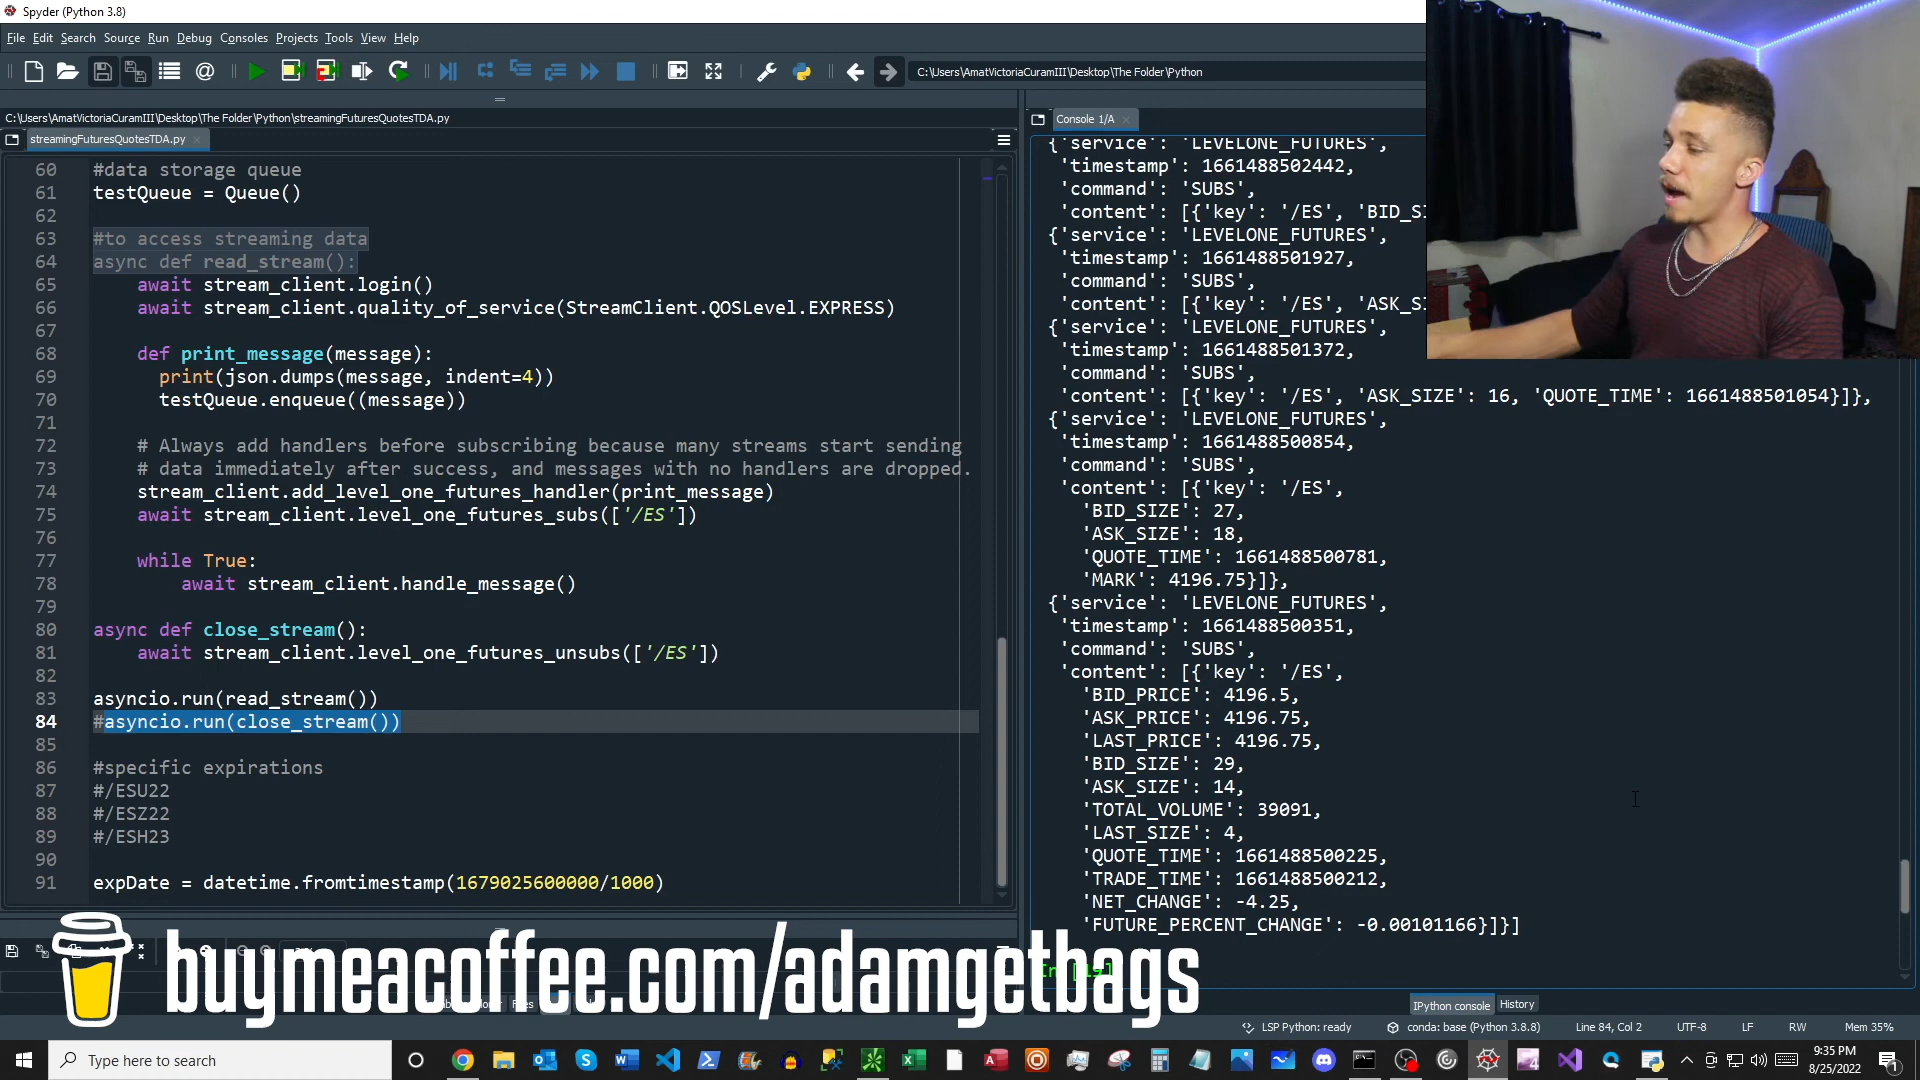 Spyder (Python 3.8)
File Edit Search Source Run Debug Consoles Projects Tools View Help
C:\Users\AmatVictoriaCuramIII\Desktop\The Folder\Python
C:\Users\AmatVictoriaCuramIII\Desktop\The Folder\Python\streamingFuturesQuotesTDA.py
streamingFuturesQuotesTDA.py
60 #data storage queue
61 testQueue = Queue()
62
63 #to access streaming data
64 async def read_stream():
65 await stream_client.login()
66 await stream_client.quality_of_service(StreamClient.QOSLevel.EXPRESS)
67
68 def print_message(message):
69 print(json.dumps(message, indent=4))
70 testQueue.enqueue((message))
71
72 # Always add handlers before subscribing because many streams start sending
73 # data immediately after success, and messages with no handlers are dropped.
74 stream_client.add_level_one_futures_handler(print_message)
75 await stream_client.level_one_futures_subs(['/ES'])
76
77 while True:
78 await stream_client.handle_message()
79
80 async def close_stream():
81 await stream_client.level_one_futures_unsubs(['/ES'])
82
83 asyncio.run(read_stream())
84 #asyncio.run(close_stream())
85
86 #specific expirations
87 #/ESU22
88 #/ESZ22
89 #/ESH23
90
91 expDate = datetime.fromtimestamp(1679025600000/1000)
Console 1/A
{'service': 'LEVELONE_FUTURES',
'timestamp': 1661488502442,
'command': 'SUBS',
'content': [{'key': '/ES', 'BID_SI
{'service': 'LEVELONE_FUTURES',
'timestamp': 1661488501927,
'command': 'SUBS',
'content': [{'key': '/ES', 'ASK_SI
{'service': 'LEVELONE_FUTURES',
'timestamp': 1661488501372,
'command': 'SUBS',
'content': [{'key': '/ES', 'ASK_SIZE': 16, 'QUOTE_TIME': 1661488501054}]},
{'service': 'LEVELONE_FUTURES',
'timestamp': 1661488500854,
'command': 'SUBS',
'content': [{'key': '/ES',
'BID_SIZE': 27,
'ASK_SIZE': 18,
'QUOTE_TIME': 1661488500781,
'MARK': 4196.75}]},
{'service': 'LEVELONE_FUTURES',
'timestamp': 1661488500351,
'command': 'SUBS',
'content': [{'key': '/ES',
'BID_PRICE': 4196.5,
'ASK_PRICE': 4196.75,
'LAST_PRICE': 4196.75,
'BID_SIZE': 29,
'ASK_SIZE': 14,
'TOTAL_VOLUME': 39091,
'LAST_SIZE': 4,
'QUOTE_TIME': 1661488500225,
'TRADE_TIME': 1661488500212,
'NET_CHANGE': -4.25,
'FUTURE_PERCENT_CHANGE': -0.00101166}]}]
buymeacoffee.com/adamgetbags
IPython console History
LSP Python: ready conda: base (Python 3.8.8) Line 84, Col 2 UTF-8 LF RW Mem 35%
Type here to search
9:35 PM
8/25/2022